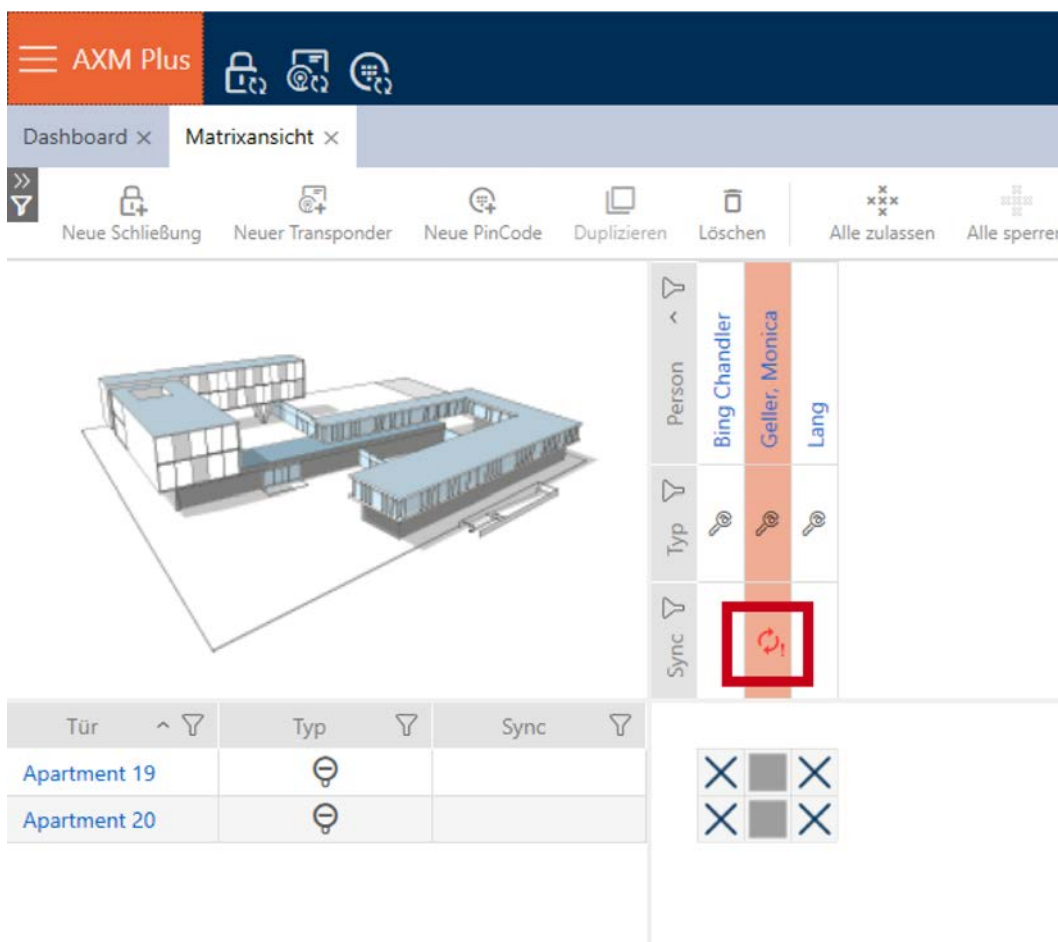 AXM Plus
Dashboard
Matrixansicht
Neue Schließung
Neuer Transponder
Neue PinCode
Duplizieren
Löschen
Alle zulassen
Alle sperren
Person
Bing Chandler
Geller, Monica
Lang
Typ
Sync
Tür
Typ
Sync
Apartment 19
Apartment 20